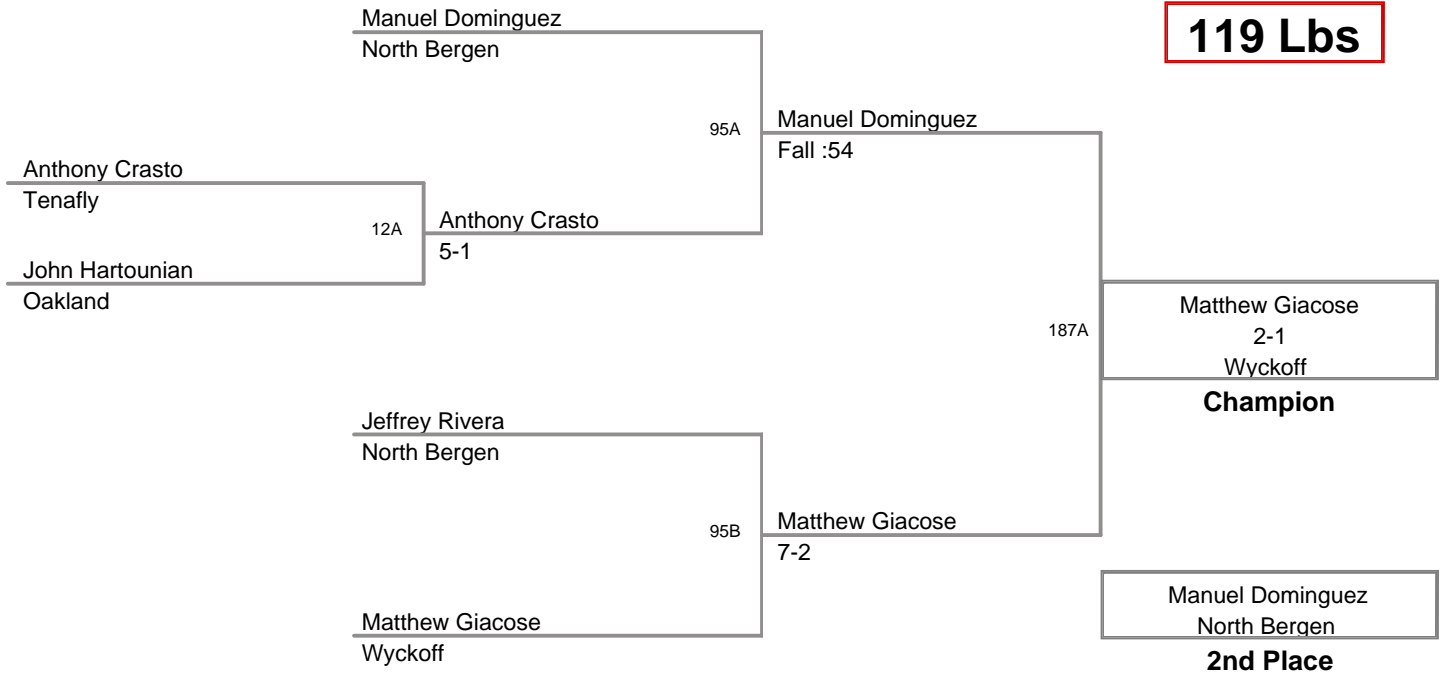 119 Lbs
Manuel Dominguez
North Bergen
95A
Manuel Dominguez
Fall :54
Anthony Crasto
Tenafly
12A
Anthony Crasto
5-1
John Hartounian
Oakland
187A
Matthew Giacose
2-1
Wyckoff
Champion
Jeffrey Rivera
North Bergen
95B
Matthew Giacose
7-2
Matthew Giacose
Wyckoff
Manuel Dominguez
North Bergen
2nd Place